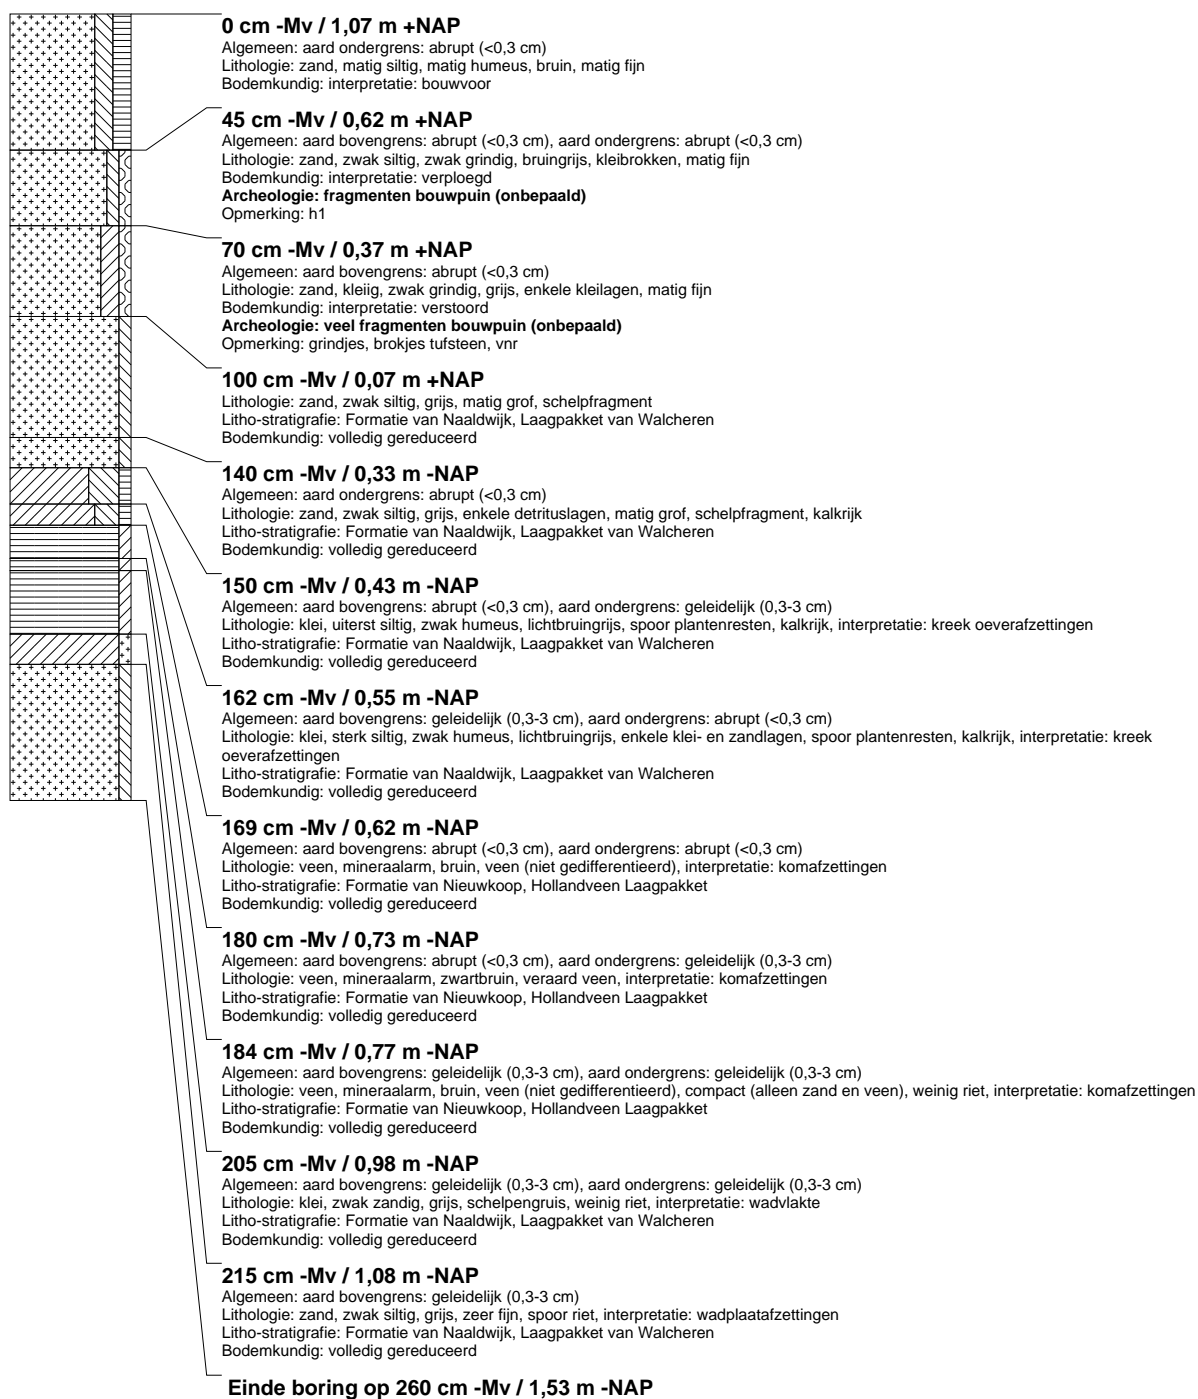 0 cm -Mv / 1,07 m +NAP
Algemeen: aard ondergrens: abrupt (<0,3 cm)
Lithologie: zand, matig siltig, matig humeus, bruin, matig fijn
Bodemkundig: interpretatie: bouwvoor
45 cm -Mv / 0,62 m +NAP
Algemeen: aard bovengrens: abrupt (<0,3 cm), aard ondergrens: abrupt (<0,3 cm)
Lithologie: zand, zwak siltig, zwak grindig, bruingrijs, kleibrokken, matig fijn
Bodemkundig: interpretatie: verploegd
Archeologie: fragmenten bouwpuin (onbepaald)
Opmerking: h1
70 cm -Mv / 0,37 m +NAP
Algemeen: aard bovengrens: abrupt (<0,3 cm)
Lithologie: zand, kleiig, zwak grindig, grijs, enkele kleilagen, matig fijn
Bodemkundig: interpretatie: verstoord
Archeologie: veel fragmenten bouwpuin (onbepaald)
Opmerking: grindjes, brokjes tufsteen, vnr
100 cm -Mv / 0,07 m +NAP
Lithologie: zand, zwak siltig, grijs, matig grof, schelpfragment
Litho-stratigrafie: Formatie van Naaldwijk, Laagpakket van Walcheren
Bodemkundig: volledig gereduceerd
140 cm -Mv / 0,33 m -NAP
Algemeen: aard ondergrens: abrupt (<0,3 cm)
Lithologie: zand, zwak siltig, grijs, enkele detrituslagen, matig grof, schelpfragment, kalkrijk
Litho-stratigrafie: Formatie van Naaldwijk, Laagpakket van Walcheren
Bodemkundig: volledig gereduceerd
150 cm -Mv / 0,43 m -NAP
Algemeen: aard bovengrens: abrupt (<0,3 cm), aard ondergrens: geleidelijk (0,3-3 cm)
Lithologie: klei, uiterst siltig, zwak humeus, lichtbruingrijs, spoor plantenresten, kalkrijk, interpretatie: kreek oeverafzettingen
Litho-stratigrafie: Formatie van Naaldwijk, Laagpakket van Walcheren
Bodemkundig: volledig gereduceerd
162 cm -Mv / 0,55 m -NAP
Algemeen: aard bovengrens: geleidelijk (0,3-3 cm), aard ondergrens: abrupt (<0,3 cm)
Lithologie: klei, sterk siltig, zwak humeus, lichtbruingrijs, enkele klei- en zandlagen, spoor plantenresten, kalkrijk, interpretatie: kreek
oeverafzettingen
Litho-stratigrafie: Formatie van Naaldwijk, Laagpakket van Walcheren
Bodemkundig: volledig gereduceerd
169 cm -Mv / 0,62 m -NAP
Algemeen: aard bovengrens: abrupt (<0,3 cm), aard ondergrens: abrupt (<0,3 cm)
Lithologie: veen, mineraalarm, bruin, veen (niet gedifferentieerd), interpretatie: komafzettingen
Litho-stratigrafie: Formatie van Nieuwkoop, Hollandveen Laagpakket
Bodemkundig: volledig gereduceerd
180 cm -Mv / 0,73 m -NAP
Algemeen: aard bovengrens: abrupt (<0,3 cm), aard ondergrens: geleidelijk (0,3-3 cm)
Lithologie: veen, mineraalarm, zwartbruin, veraard veen, interpretatie: komafzettingen
Litho-stratigrafie: Formatie van Nieuwkoop, Hollandveen Laagpakket
Bodemkundig: volledig gereduceerd
184 cm -Mv / 0,77 m -NAP
Algemeen: aard bovengrens: geleidelijk (0,3-3 cm), aard ondergrens: geleidelijk (0,3-3 cm)
Lithologie: veen, mineraalarm, bruin, veen (niet gedifferentieerd), compact (alleen zand en veen), weinig riet, interpretatie: komafzettingen
Litho-stratigrafie: Formatie van Nieuwkoop, Hollandveen Laagpakket
Bodemkundig: volledig gereduceerd
205 cm -Mv / 0,98 m -NAP
Algemeen: aard bovengrens: geleidelijk (0,3-3 cm), aard ondergrens: geleidelijk (0,3-3 cm)
Lithologie: klei, zwak zandig, grijs, schelpengruis, weinig riet, interpretatie: wadvlakte
Litho-stratigrafie: Formatie van Naaldwijk, Laagpakket van Walcheren
Bodemkundig: volledig gereduceerd
215 cm -Mv / 1,08 m -NAP
Algemeen: aard bovengrens: geleidelijk (0,3-3 cm)
Lithologie: zand, zwak siltig, grijs, zeer fijn, spoor riet, interpretatie: wadplaatafzettingen
Litho-stratigrafie: Formatie van Naaldwijk, Laagpakket van Walcheren
Bodemkundig: volledig gereduceerd
Einde boring op 260 cm -Mv / 1,53 m -NAP